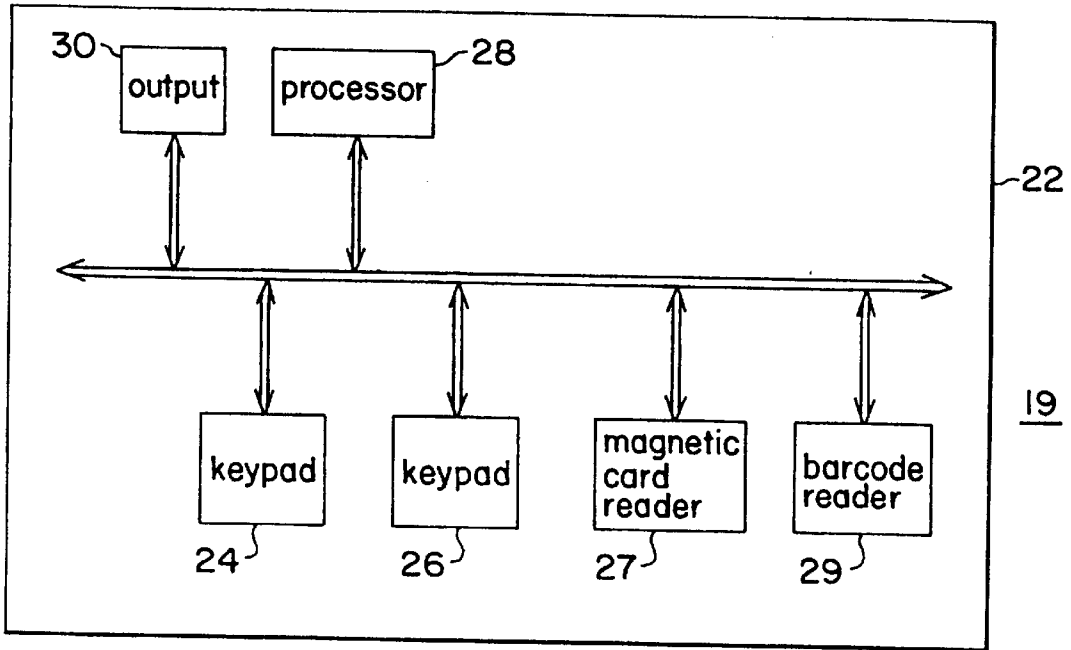 30
output
processor
28
22
keypad
keypad
magnetic
card
reader
barcode
reader
19
24
26
27
29